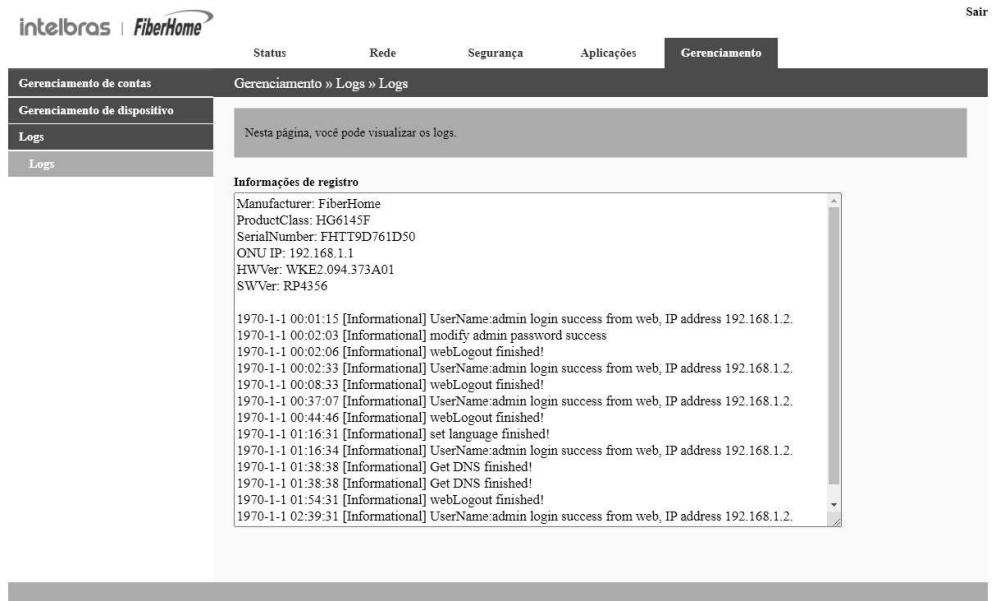 Sair
intelbras | FiberHome
Status Rede Segurança Aplicações Gerenciamento
Gerenciamento de contas
Gerenciamento de dispositivo
Logs
Logs
Gerenciamento » Logs » Logs
Nesta página, você pode visualizar os logs.
Informações de registro
Manufacturer: FiberHome
ProductClass: HG6145F
SerialNumber: FHTT9D761D50
ONU IP: 192.168.1.1
HWVer: WKE2.094.373A01
SWVer: RP4356
1970-1-1 00:01:15 [Informational] UserName:admin login success from web, IP address 192.168.1.2.
1970-1-1 00:02:03 [Informational] modify admin password success
1970-1-1 00:02:06 [Informational] webLogout finished!
1970-1-1 00:02:33 [Informational] UserName:admin login success from web, IP address 192.168.1.2.
1970-1-1 00:08:33 [Informational] webLogout finished!
1970-1-1 00:37:07 [Informational] UserName:admin login success from web, IP address 192.168.1.2.
1970-1-1 00:44:46 [Informational] webLogout finished!
1970-1-1 01:16:31 [Informational] set language finished!
1970-1-1 01:16:34 [Informational] UserName:admin login success from web, IP address 192.168.1.2.
1970-1-1 01:38:38 [Informational] Get DNS finished!
1970-1-1 01:38:38 [Informational] Get DNS finished!
1970-1-1 01:54:31 [Informational] webLogout finished!
1970-1-1 02:39:31 [Informational] UserName:admin login success from web, IP address 192.168.1.2.